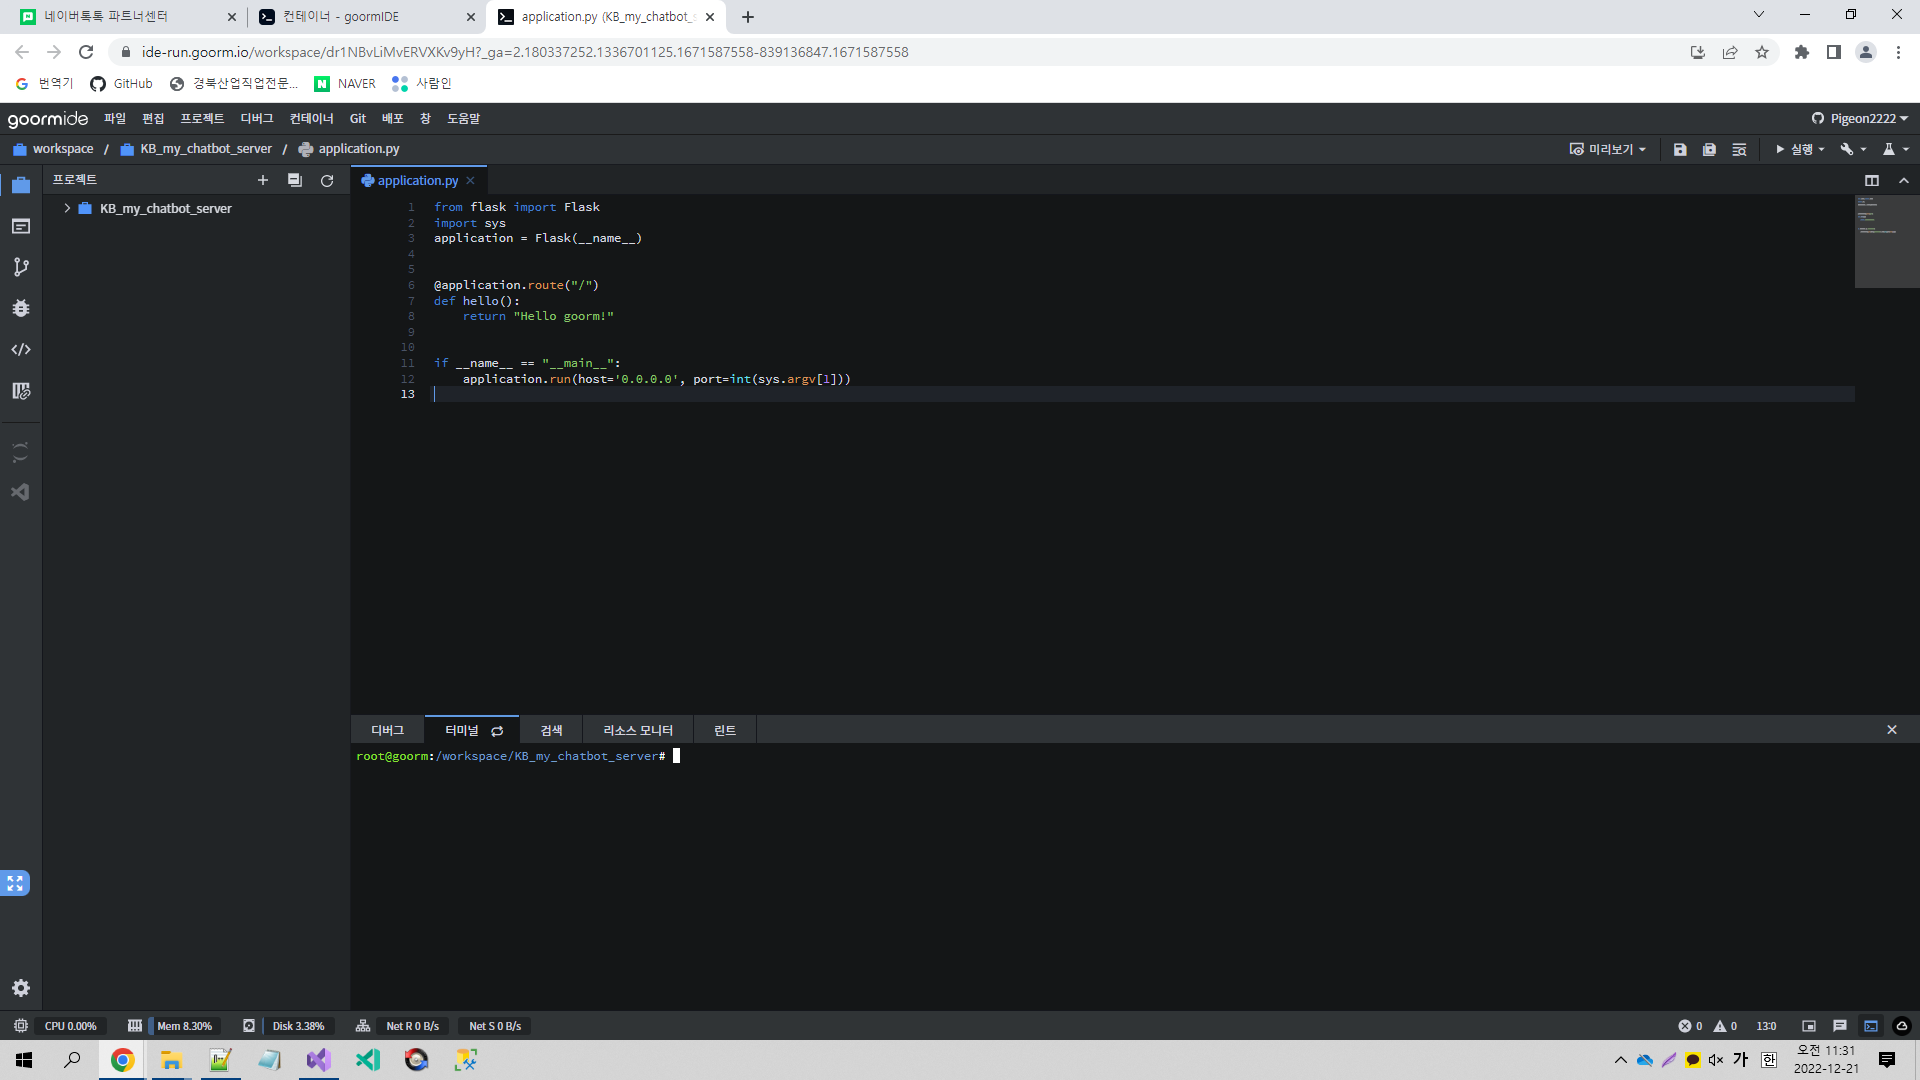 네이버톡톡 파트너센터
컨테이너 - goormIDE
application.py (KB_my_chatbot_s
ide-run.goorm.io/workspace/dr1NBvLiMvERVXKv9yH?_ga=2.180337252.1336701125.1671587558-839136847.1671587558
번역기
GitHub
경북산업직업전문...
NAVER
사람인
goormide
파일
편집
프로젝트
디버그
컨테이너
Git
배포
창
도움말
Pigeon2222
workspace / KB_my_chatbot_server / application.py
미리보기
실행
프로젝트
application.py
KB_my_chatbot_server
1 from flask import Flask
2 import sys
3 application = Flask(__name__)
4
5
6 @application.route("/")
7 def hello():
8 return "Hello goorm!"
9
10
11 if __name__ == "__main__":
12 application.run(host='0.0.0.0', port=int(sys.argv[1]))
13
디버그
터미널
검색
리소스 모니터
린트
root@goorm:/workspace/KB_my_chatbot_server#
CPU 0.00%
Mem 8.30%
Disk 3.38%
Net R 0 B/s
Net S 0 B/s
0
0
13:0
가
한
오전 11:31
2022-12-21